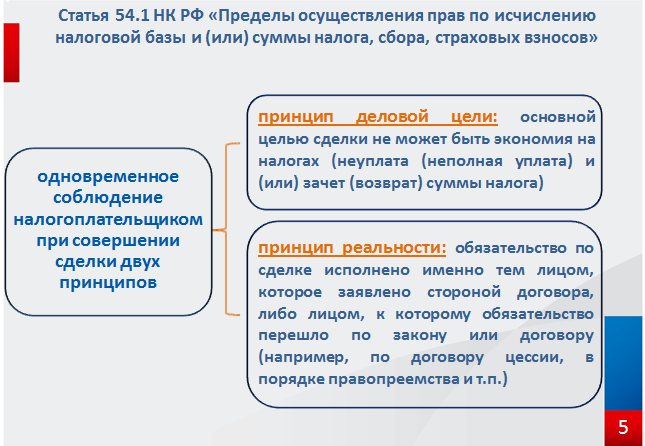 Статья 54.1 НК РФ «Пределы осуществления прав по исчислению
налоговой базы и (или) суммы налога, сбора, страховых взносов»
одновременное
соблюдение
налогоплательщиком
при совершении
сделки двух
принципов
принцип деловой цели: основной
целью сделки не может быть экономия на
налогах (неуплата (неполная уплата) и
(или) зачет (возврат) суммы налога)
принцип реальности: обязательство по
сделке исполнено именно тем лицом,
которое заявлено стороной договора,
либо лицом, к которому обязательство
перешло по закону или договору
(например, по договору цессии, в
порядке правопреемства и т.п.)
5